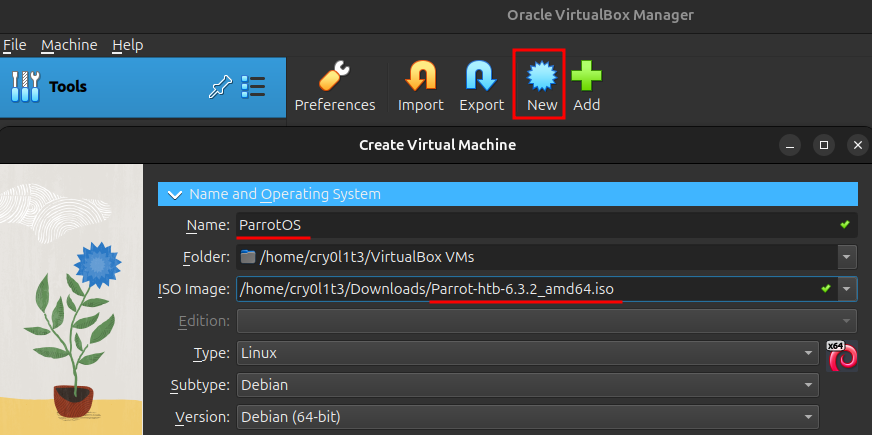 Oracle VirtualBox Manager
File Machine Help
Tools
Preferences Import Export New Add
Create Virtual Machine
Name and Operating System
Name: ParrotOS
Folder: /home/cry0l1t3/VirtualBox VMs
ISO Image: /home/cry0l1t3/Downloads/Parrot-htb-6.3.2_amd64.iso
Edition:
Type: Linux
x64
Subtype: Debian
Version: Debian (64-bit)